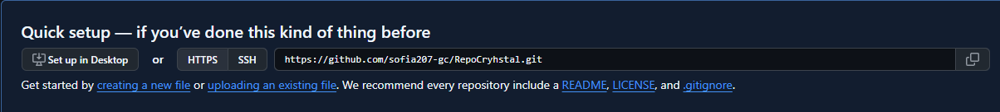 Quick setup — if you’ve done this kind of thing before
Set up in Desktop or HTTPS SSH https://github.com/sofia207-gc/RepoCryhstal.git
Get started by creating a new file or uploading an existing file. We recommend every repository include a README, LICENSE, and .gitignore.